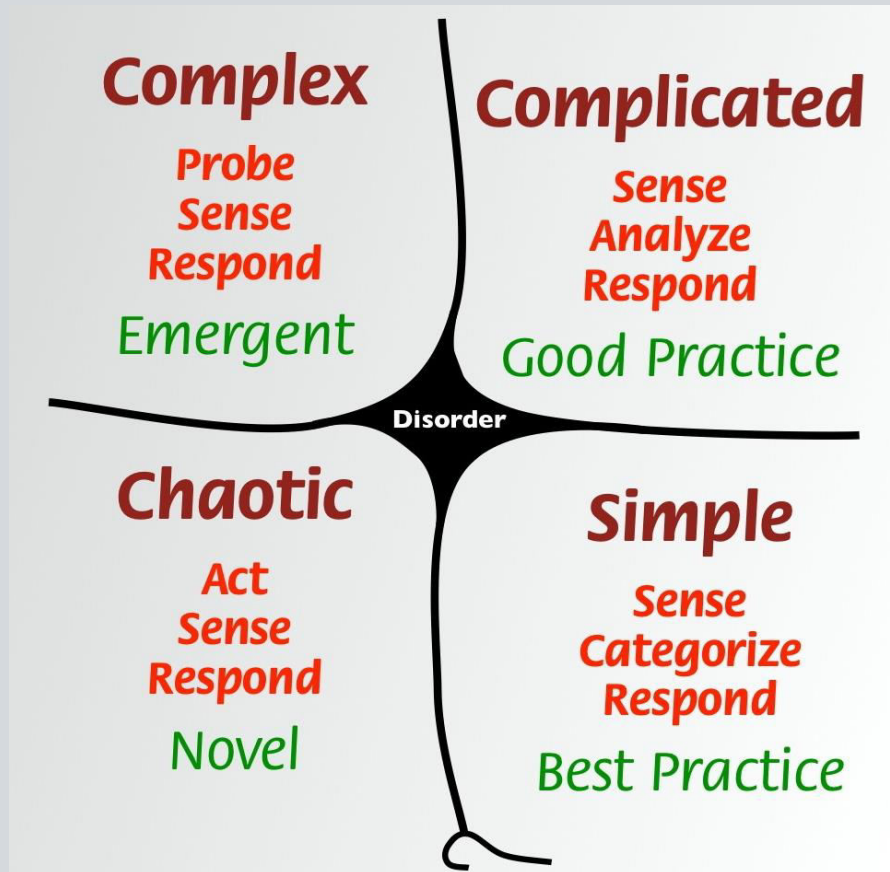 Complex
Probe
Sense
Respond
Emergent
Complicated
Sense
Analyze
Respond
Good Practice
Disorder
Chaotic
Act
Sense
Respond
Novel
Simple
Sense
Categorize
Respond
Best Practice